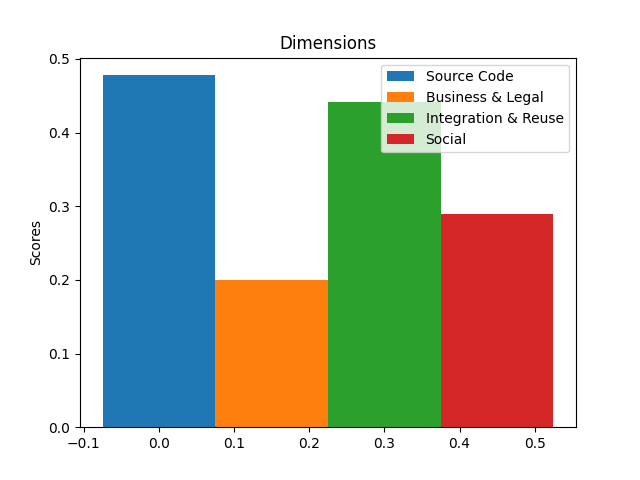 Dimensions
Source Code
Business & Legal
Integration & Reuse
Social
Scores
0.5
0.4
0.3
0.2
0.1
0.0
−0.1 0.0 0.1 0.2 0.3 0.4 0.5